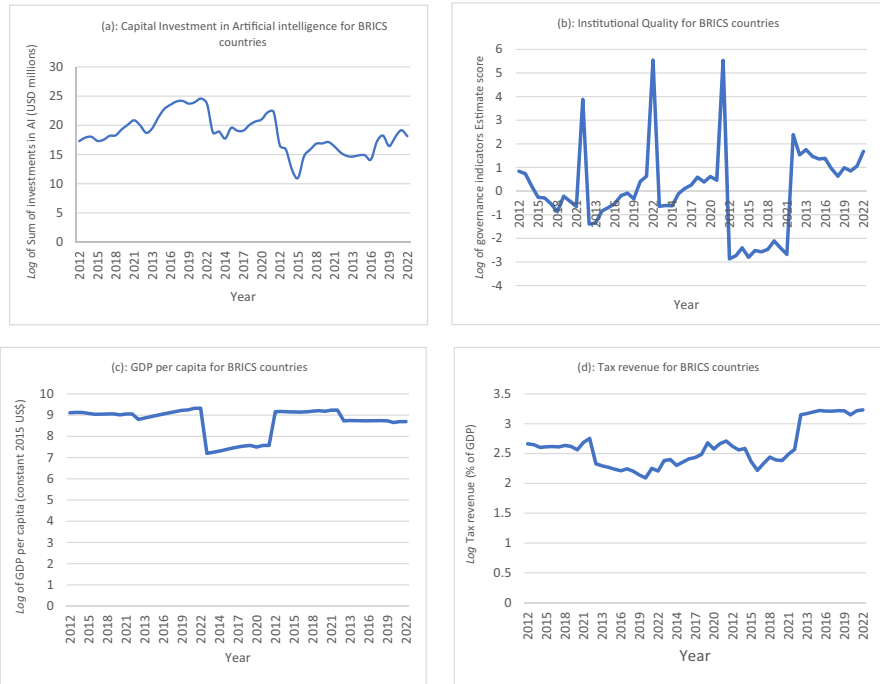 (a): Capital Investment in Artificial intelligence for BRICS
countries
Log of Sum of investments in AI (USD millions)
30
25
20
15
10
5
0
2012 2015 2018 2021 2013 2016 2019 2022 2014 2017 2020 2012 2015 2018 2021 2013 2016 2019 2022
Year
(b): Institutional Quality for BRICS countries
Log of governance indicators Estimate score
6
5
4
3
2
1
0
-1
-2
-3
-4
2012 2015 2018 2021 2013 2016 2019 2022 2014 2017 2020 2012 2015 2018 2021 2013 2016 2019 2022
Year
(c): GDP per capita for BRICS countries
Log of GDP per capita (constant 2015 US$)
10
9
8
7
6
5
4
3
2
1
0
2012 2015 2018 2021 2013 2016 2019 2022 2014 2017 2020 2012 2015 2018 2021 2013 2016 2019 2022
Year
(d): Tax revenue for BRICS countries
Log Tax revenue (% of GDP)
3.5
3
2.5
2
1.5
1
0.5
0
2012 2015 2018 2021 2013 2016 2019 2022 2014 2017 2020 2012 2015 2018 2021 2013 2016 2019 2022
Year